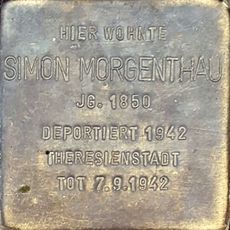 HIER WOHNTE
SIMON MORGENTHAU
JG. 1850
DEPORTIERT 1942
THERESIENSTADT
TOT 7.9.1942